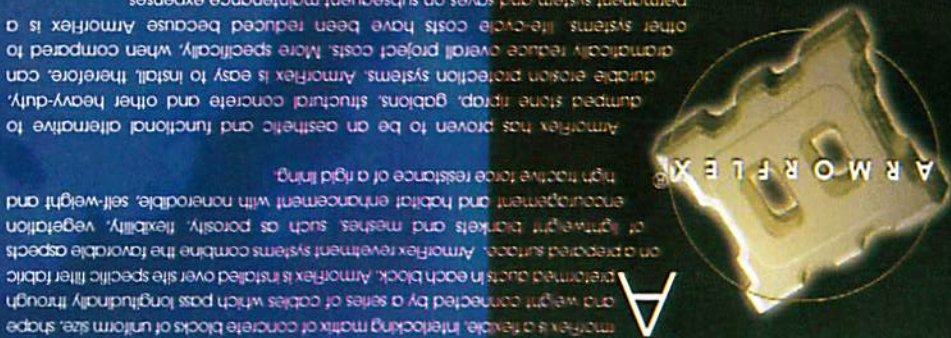 ARMORFLEX®
Armorflex is a flexible, interlocking matrix of concrete blocks of uniform size, shape
and weight connected by a series of cables which pass longitudinally through
preformed ducts in each block. Armorflex is installed over site specific filter fabric
on a prepared surface. Armorflex revetment systems combine the favorable aspects
of lightweight blankets and meshes, such as porosity, flexibility, vegetation
encouragement and habitat enhancement with nonerodible, self-weight and
high tractive force resistance of a rigid lining.
Armorflex has proven to be an aesthetic and functional alternative to
dumped stone riprap, gabions, structural concrete and other heavy-duty,
durable erosion protection systems. Armorflex is easy to install, therefore, can
dramatically reduce overall project costs. More specifically, when compared to
other systems, life-cycle costs have been reduced because Armorflex is a
permanent system and saves on subsequent maintenance expenses.